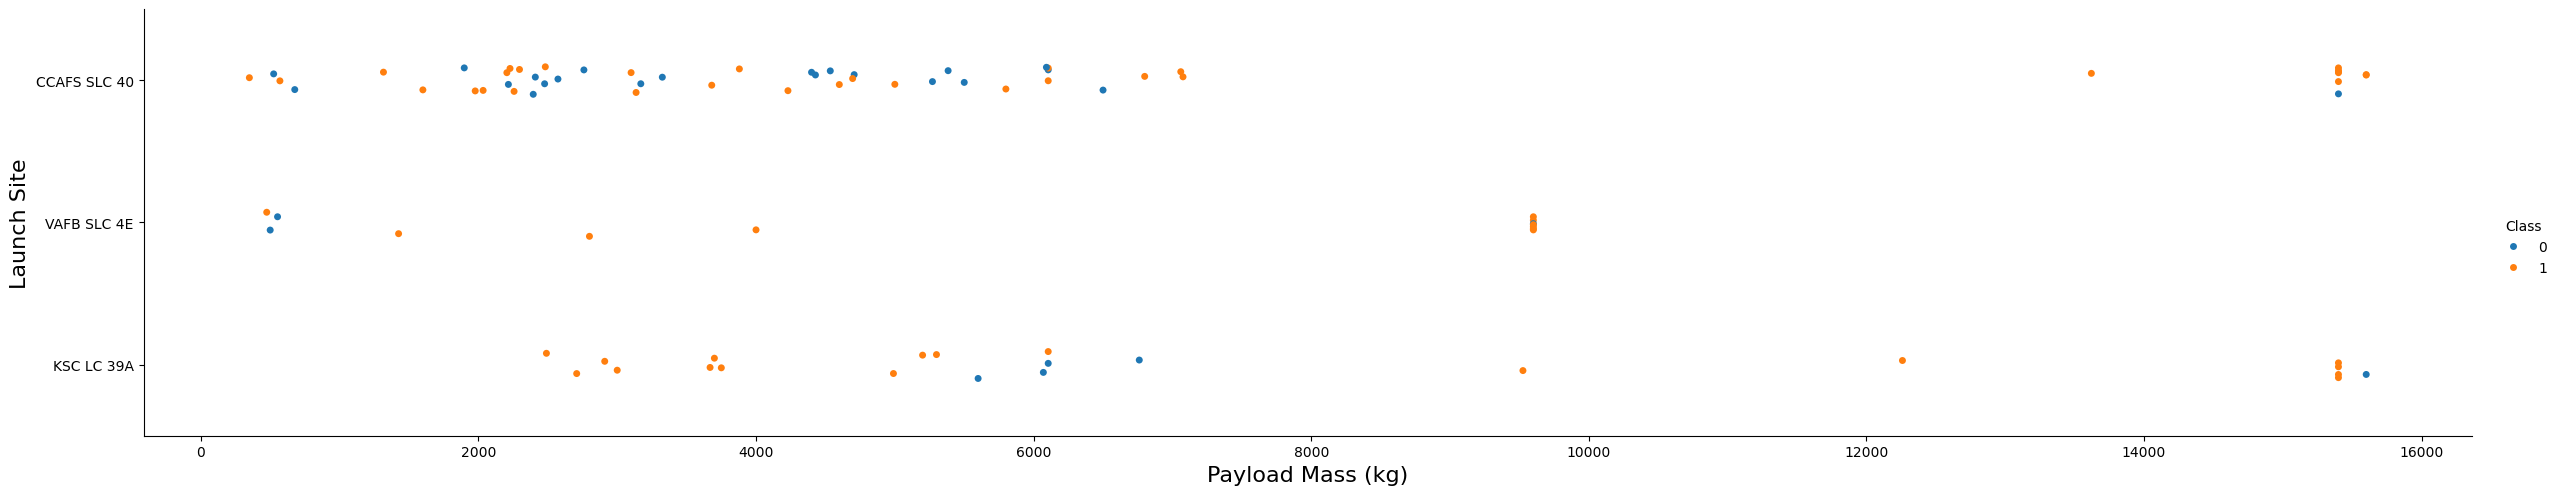 Launch Site
CCAFS SLC 40
VAFB SLC 4E
KSC LC 39A
0 2000 4000 6000 8000 10000 12000 14000 16000
Payload Mass (kg)
Class
0
1